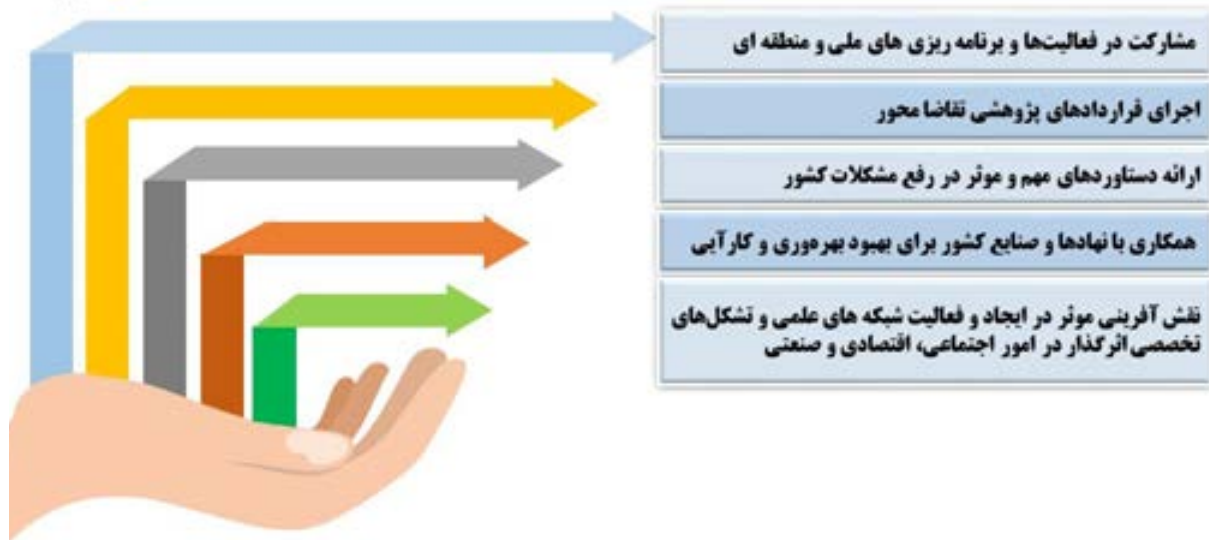 مشارکت در فعالیت‌ها و برنامه ریزی های ملی و منطقه ای
اجرای قراردادهای پژوهشی تقاضا محور
ارائه دستاوردهای مهم و موثر در رفع مشکلات کشور
همکاری با نهادها و صنایع کشور برای بهبود بهره‌وری و کارآیی
نقش آفرینی موثر در ایجاد و فعالیت شبکه های علمی و تشکل‌های
تخصصی اثرگذار در امور اجتماعی، اقتصادی و صنعتی